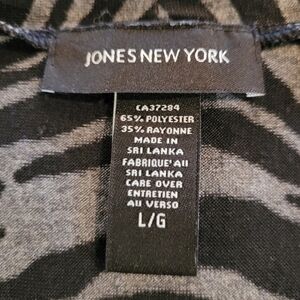 JONES NEW YORK
CA37284
65% POLYESTER
35% RAYONNE
MADE IN
SRI LANKA
FABRIQUE'AU
SRI LANKA
CARE OVER
ENTRETIEN
AU VERSO
L/G